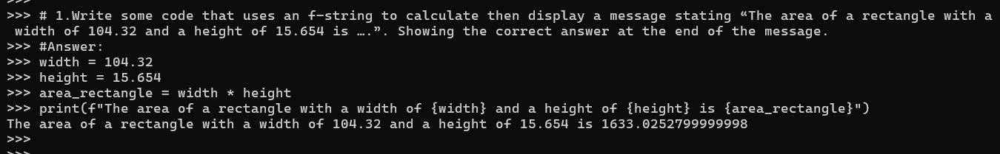 >>>
>>> # 1.Write some code that uses an f-string to calculate then display a message stating “The area of a rectangle with a
width of 104.32 and a height of 15.654 is ….”. Showing the correct answer at the end of the message.
>>> #Answer:
>>> width = 104.32
>>> height = 15.654
>>> area_rectangle = width * height
>>> print(f"The area of a rectangle with a width of {width} and a height of {height} is {area_rectangle}")
The area of a rectangle with a width of 104.32 and a height of 15.654 is 1633.0252799999998
>>>
>>>